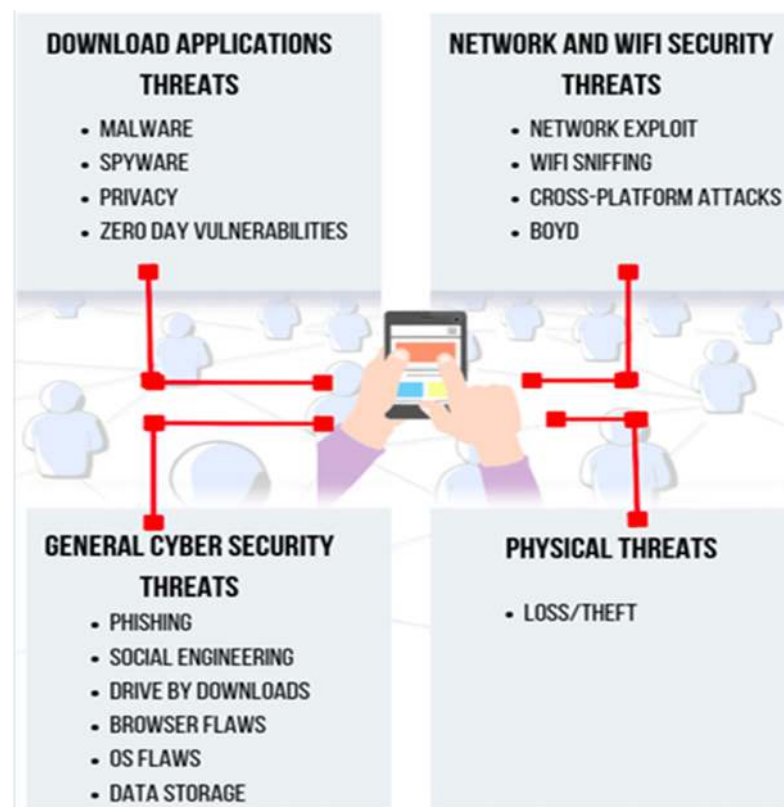 DOWNLOAD APPLICATIONS
THREATS
• MALWARE
• SPYWARE
• PRIVACY
• ZERO DAY VULNERABILITIES
NETWORK AND WIFI SECURITY
THREATS
• NETWORK EXPLOIT
• WIFI SNIFFING
• CROSS-PLATFORM ATTACKS
• BOYD
GENERAL CYBER SECURITY
THREATS
• PHISHING
• SOCIAL ENGINEERING
• DRIVE BY DOWNLOADS
• BROWSER FLAWS
• OS FLAWS
• DATA STORAGE
PHYSICAL THREATS
• LOSS/THEFT